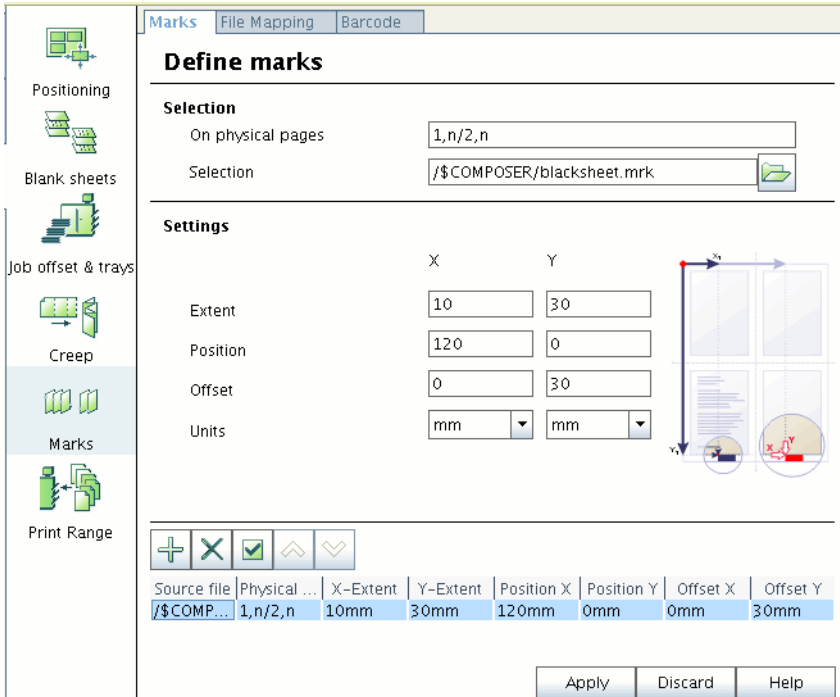 Marks File Mapping Barcode
Define marks
Positioning
Blank sheets
Job offset & trays
Creep
Marks
Print Range
Selection
On physical pages 1,n/2,n
Selection /$COMPOSER/blacksheet.mrk
Settings
X Y
Extent 10 30
Position 120 0
Offset 0 30
Units mm mm
X₁
Y₁
Y
X Y
Source file Physical ... X-Extent Y-Extent Position X Position Y Offset X Offset Y
/$COMP... 1,n/2,n 10mm 30mm 120mm 0mm 0mm 30mm
Apply Discard Help